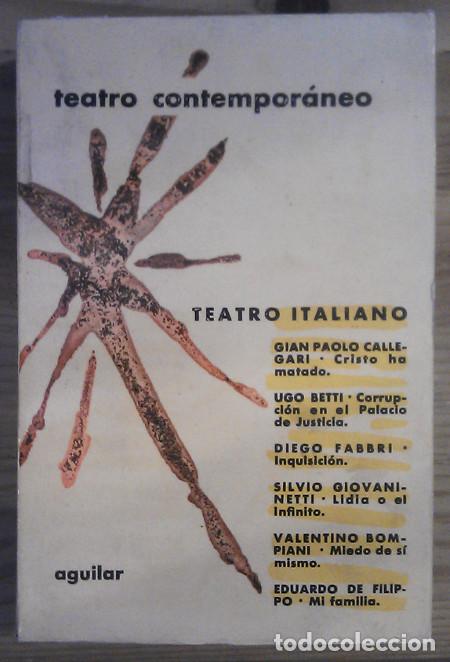 teatro contemporáneo
TEATRO ITALIANO
GIAN PAOLO CALLE-
GARI · Cristo ha
matado.
UGO BETTI · Corrup-
ción en el Palacio
de Justicia.
DIEGO FABBRI ·
Inquisición.
SILVIO GIOVANI-
NETTI · Lidia o el
Infinito.
VALENTINO BOM-
PIANI · Miedo de sí
mismo.
EDUARDO DE FILIP-
PO · Mi familia.
aguilar
todocoleccion.net